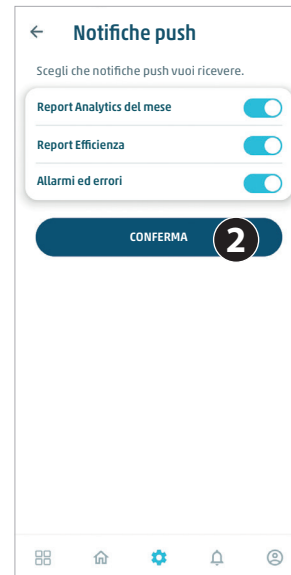 Notifiche push
Scegli che notifiche push vuoi ricevere.
Report Analytics del mese
Report Efficienza
Allarmi ed errori
CONFERMA
2